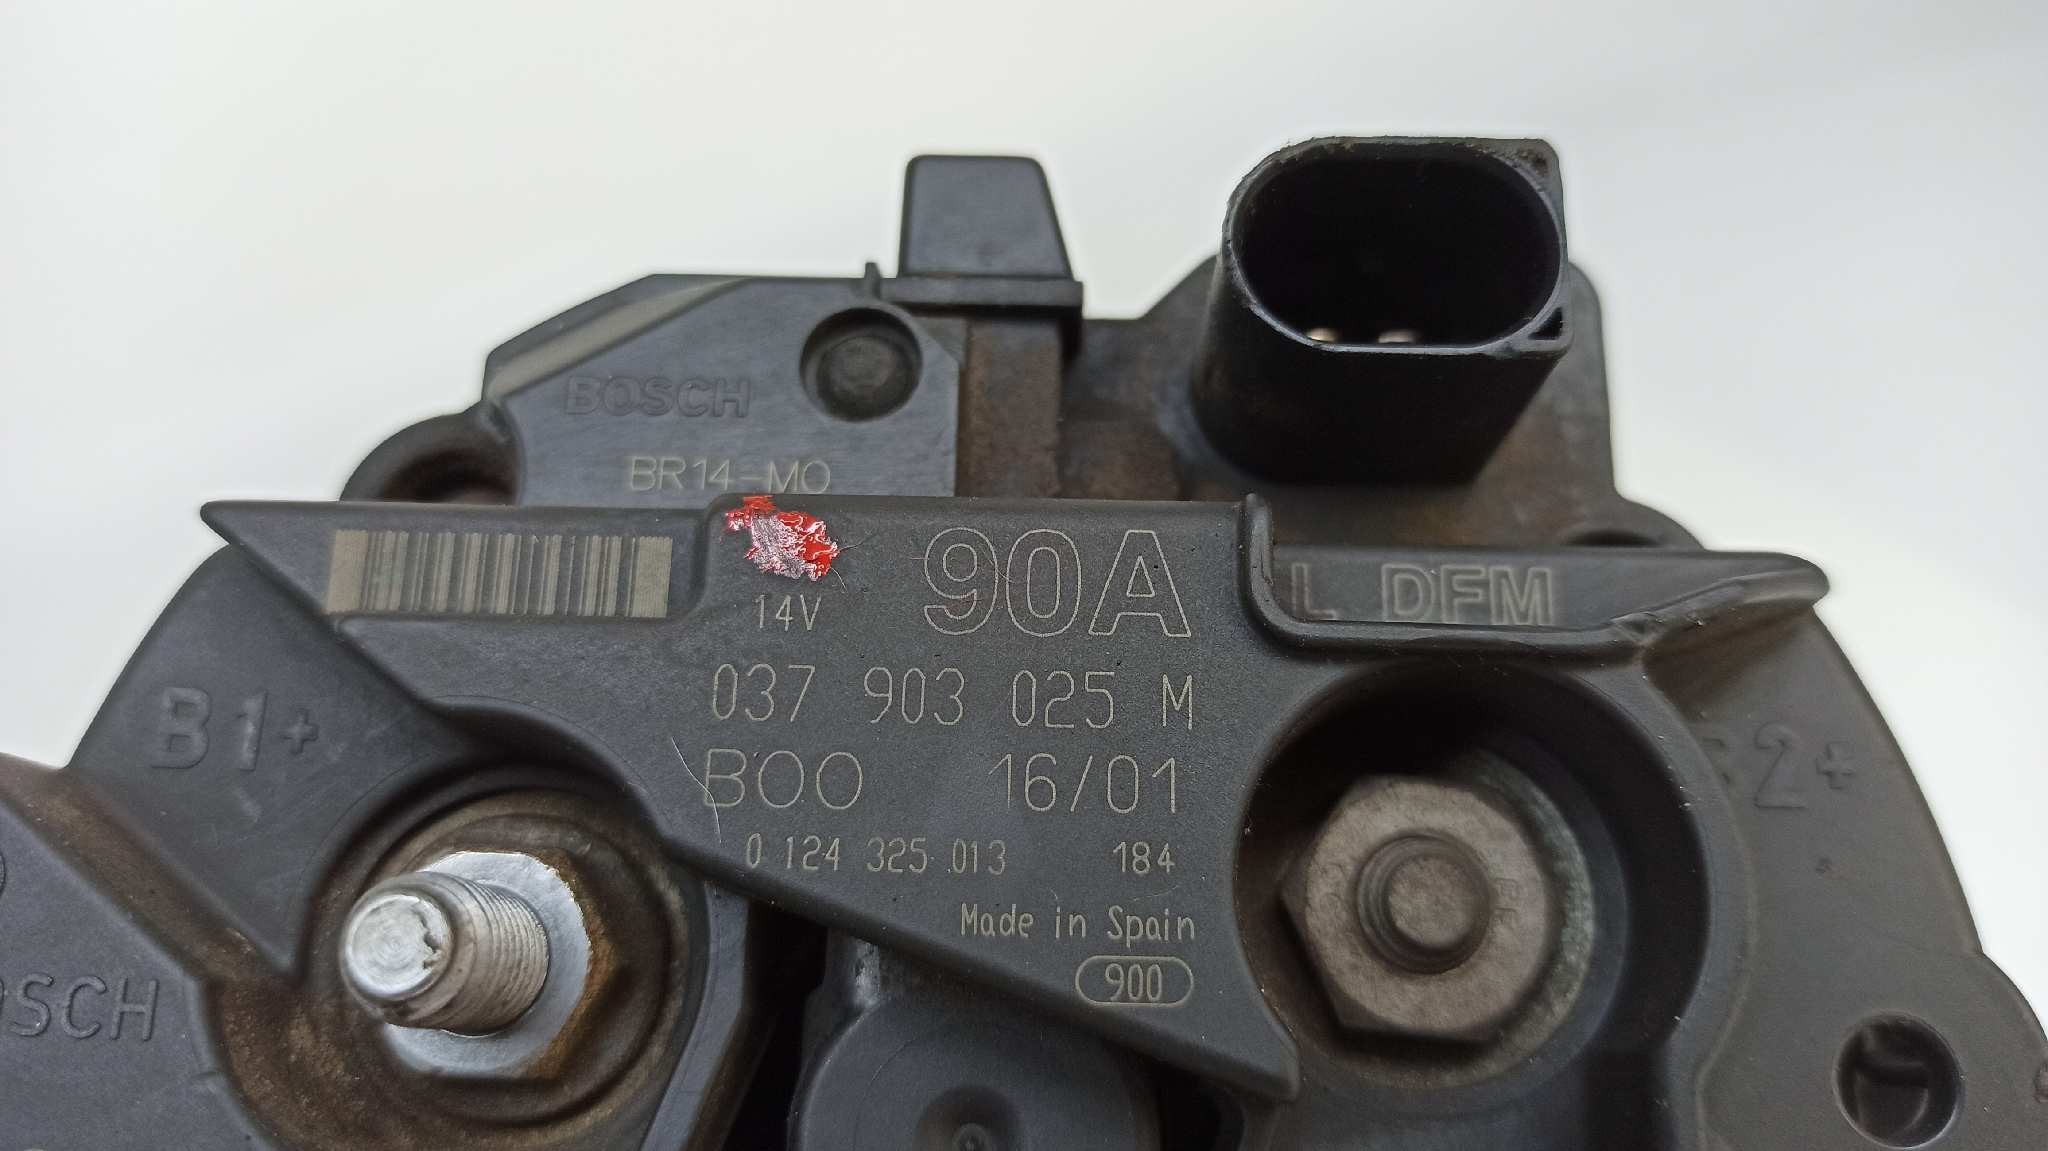 BOSCH
BR14-MO
14V 90A
L DFM
037 903 025 M
B1+
B2+
B00 16/01
0 124 325 013 184
Made in Spain
900
BOSCH